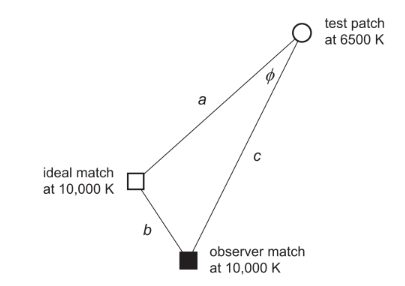 test patch
at 6500 K
ϕ
a
c
ideal match
at 10,000 K
b
observer match
at 10,000 K